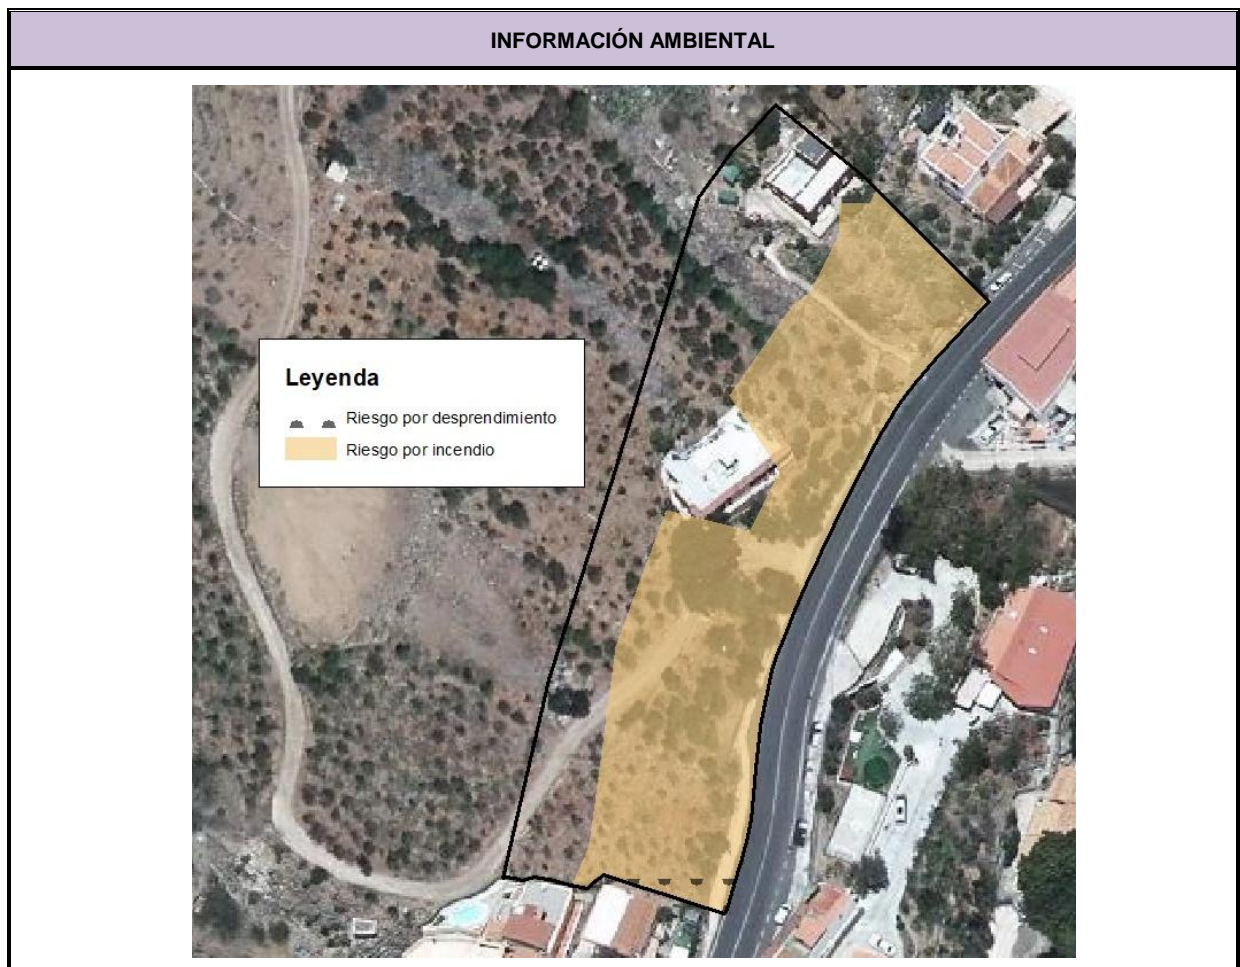 INFORMACIÓN AMBIENTAL
Leyenda
Riesgo por desprendimiento
Riesgo por incendio